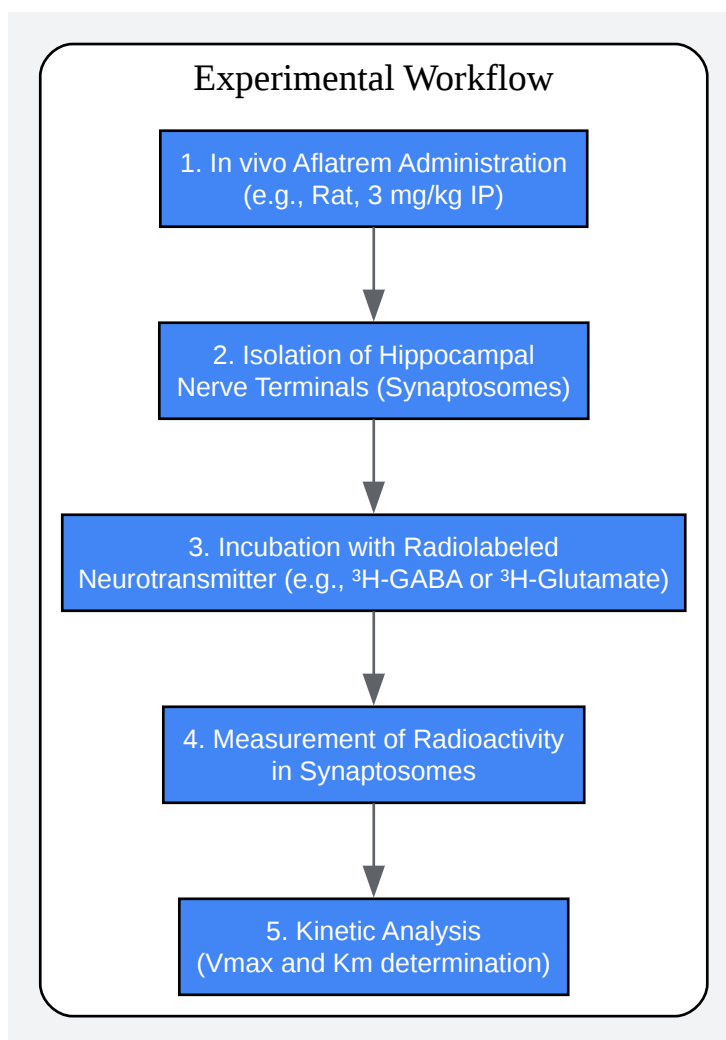 Experimental Workflow
1. In vivo Aflatrem Administration
(e.g., Rat, 3 mg/kg IP)
2. Isolation of Hippocampal
Nerve Terminals (Synaptosomes)
3. Incubation with Radiolabeled
Neurotransmitter (e.g., ³H-GABA or ³H-Glutamate)
4. Measurement of Radioactivity
in Synaptosomes
5. Kinetic Analysis
(Vmax and Km determination)